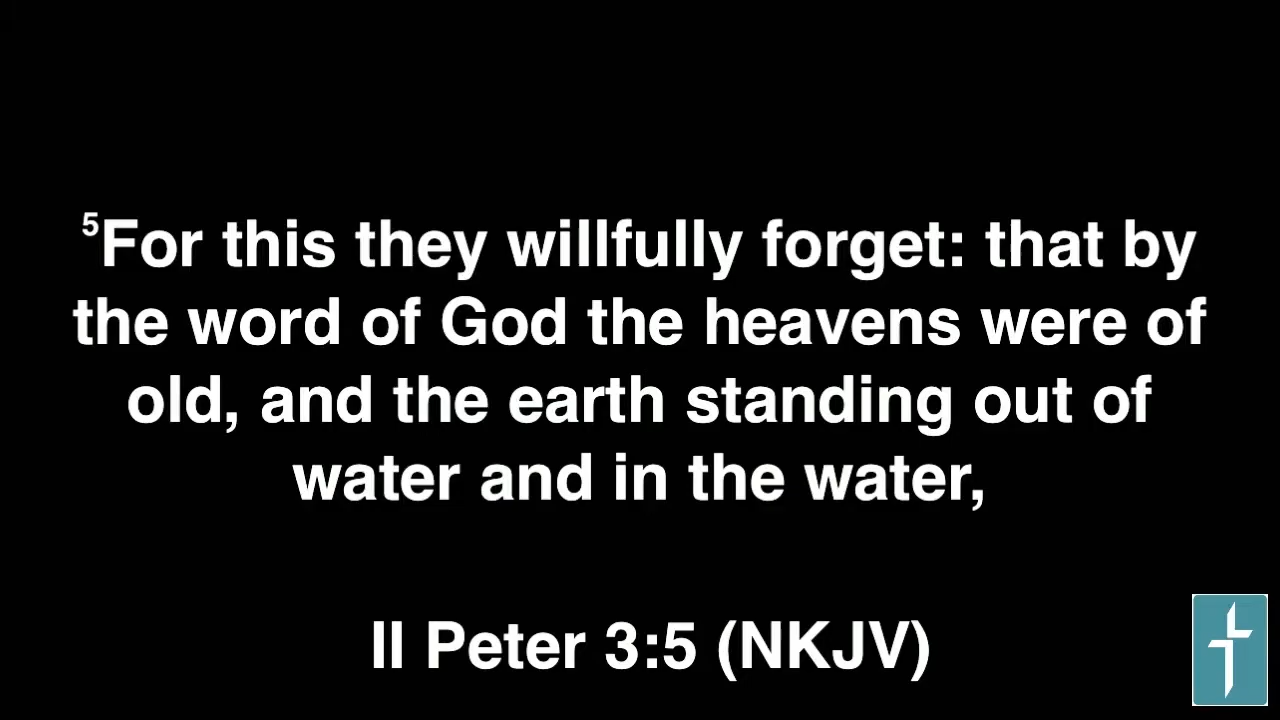 ⁵For this they willfully forget: that by
the word of God the heavens were of
old, and the earth standing out of
water and in the water,
II Peter 3:5 (NKJV)